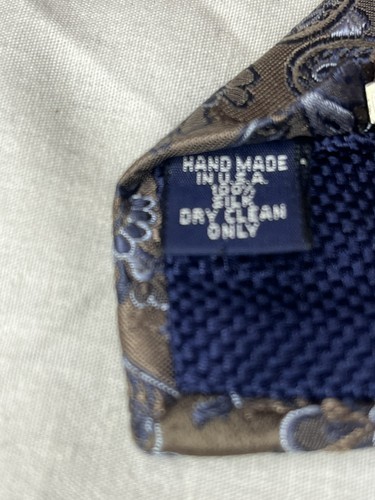 HAND MADE
IN U.S.A.
100%
SILK
DRY CLEAN
ONLY